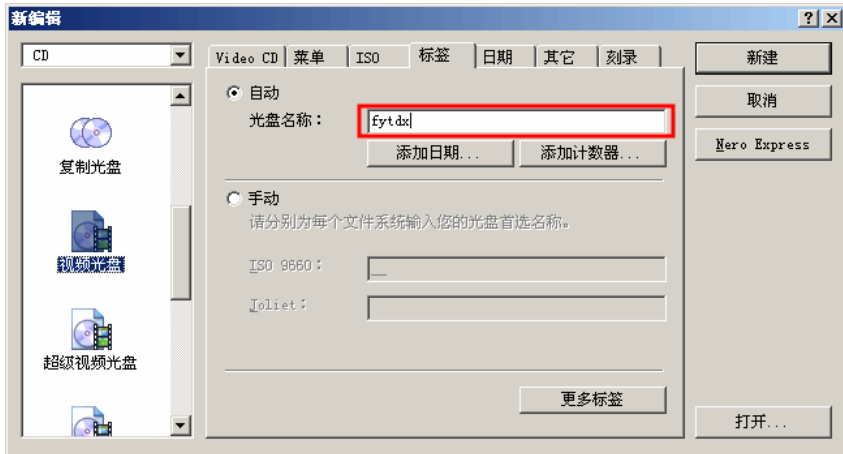 新编辑
CD
Video CD 菜单 ISO 标签 日期 其它 刻录
新建
取消
Nero Express
打开...
复制光盘
视频光盘
超级视频光盘
自动
光盘名称：
fytdx
添加日期...
添加计数器...
手动
请分别为每个文件系统输入您的光盘首选名称。
ISO 9660：
Joliet：
更多标签